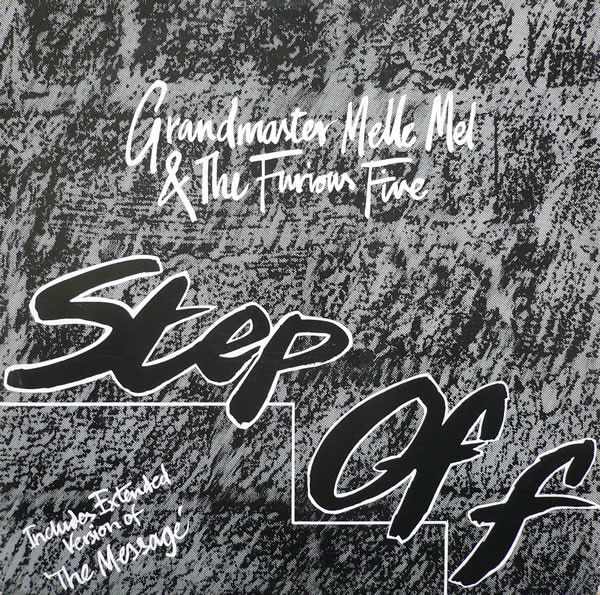 Grandmaster Melle Mel
& The Furious Five
Step
Off
Includes Extended
Version of
'The Message'